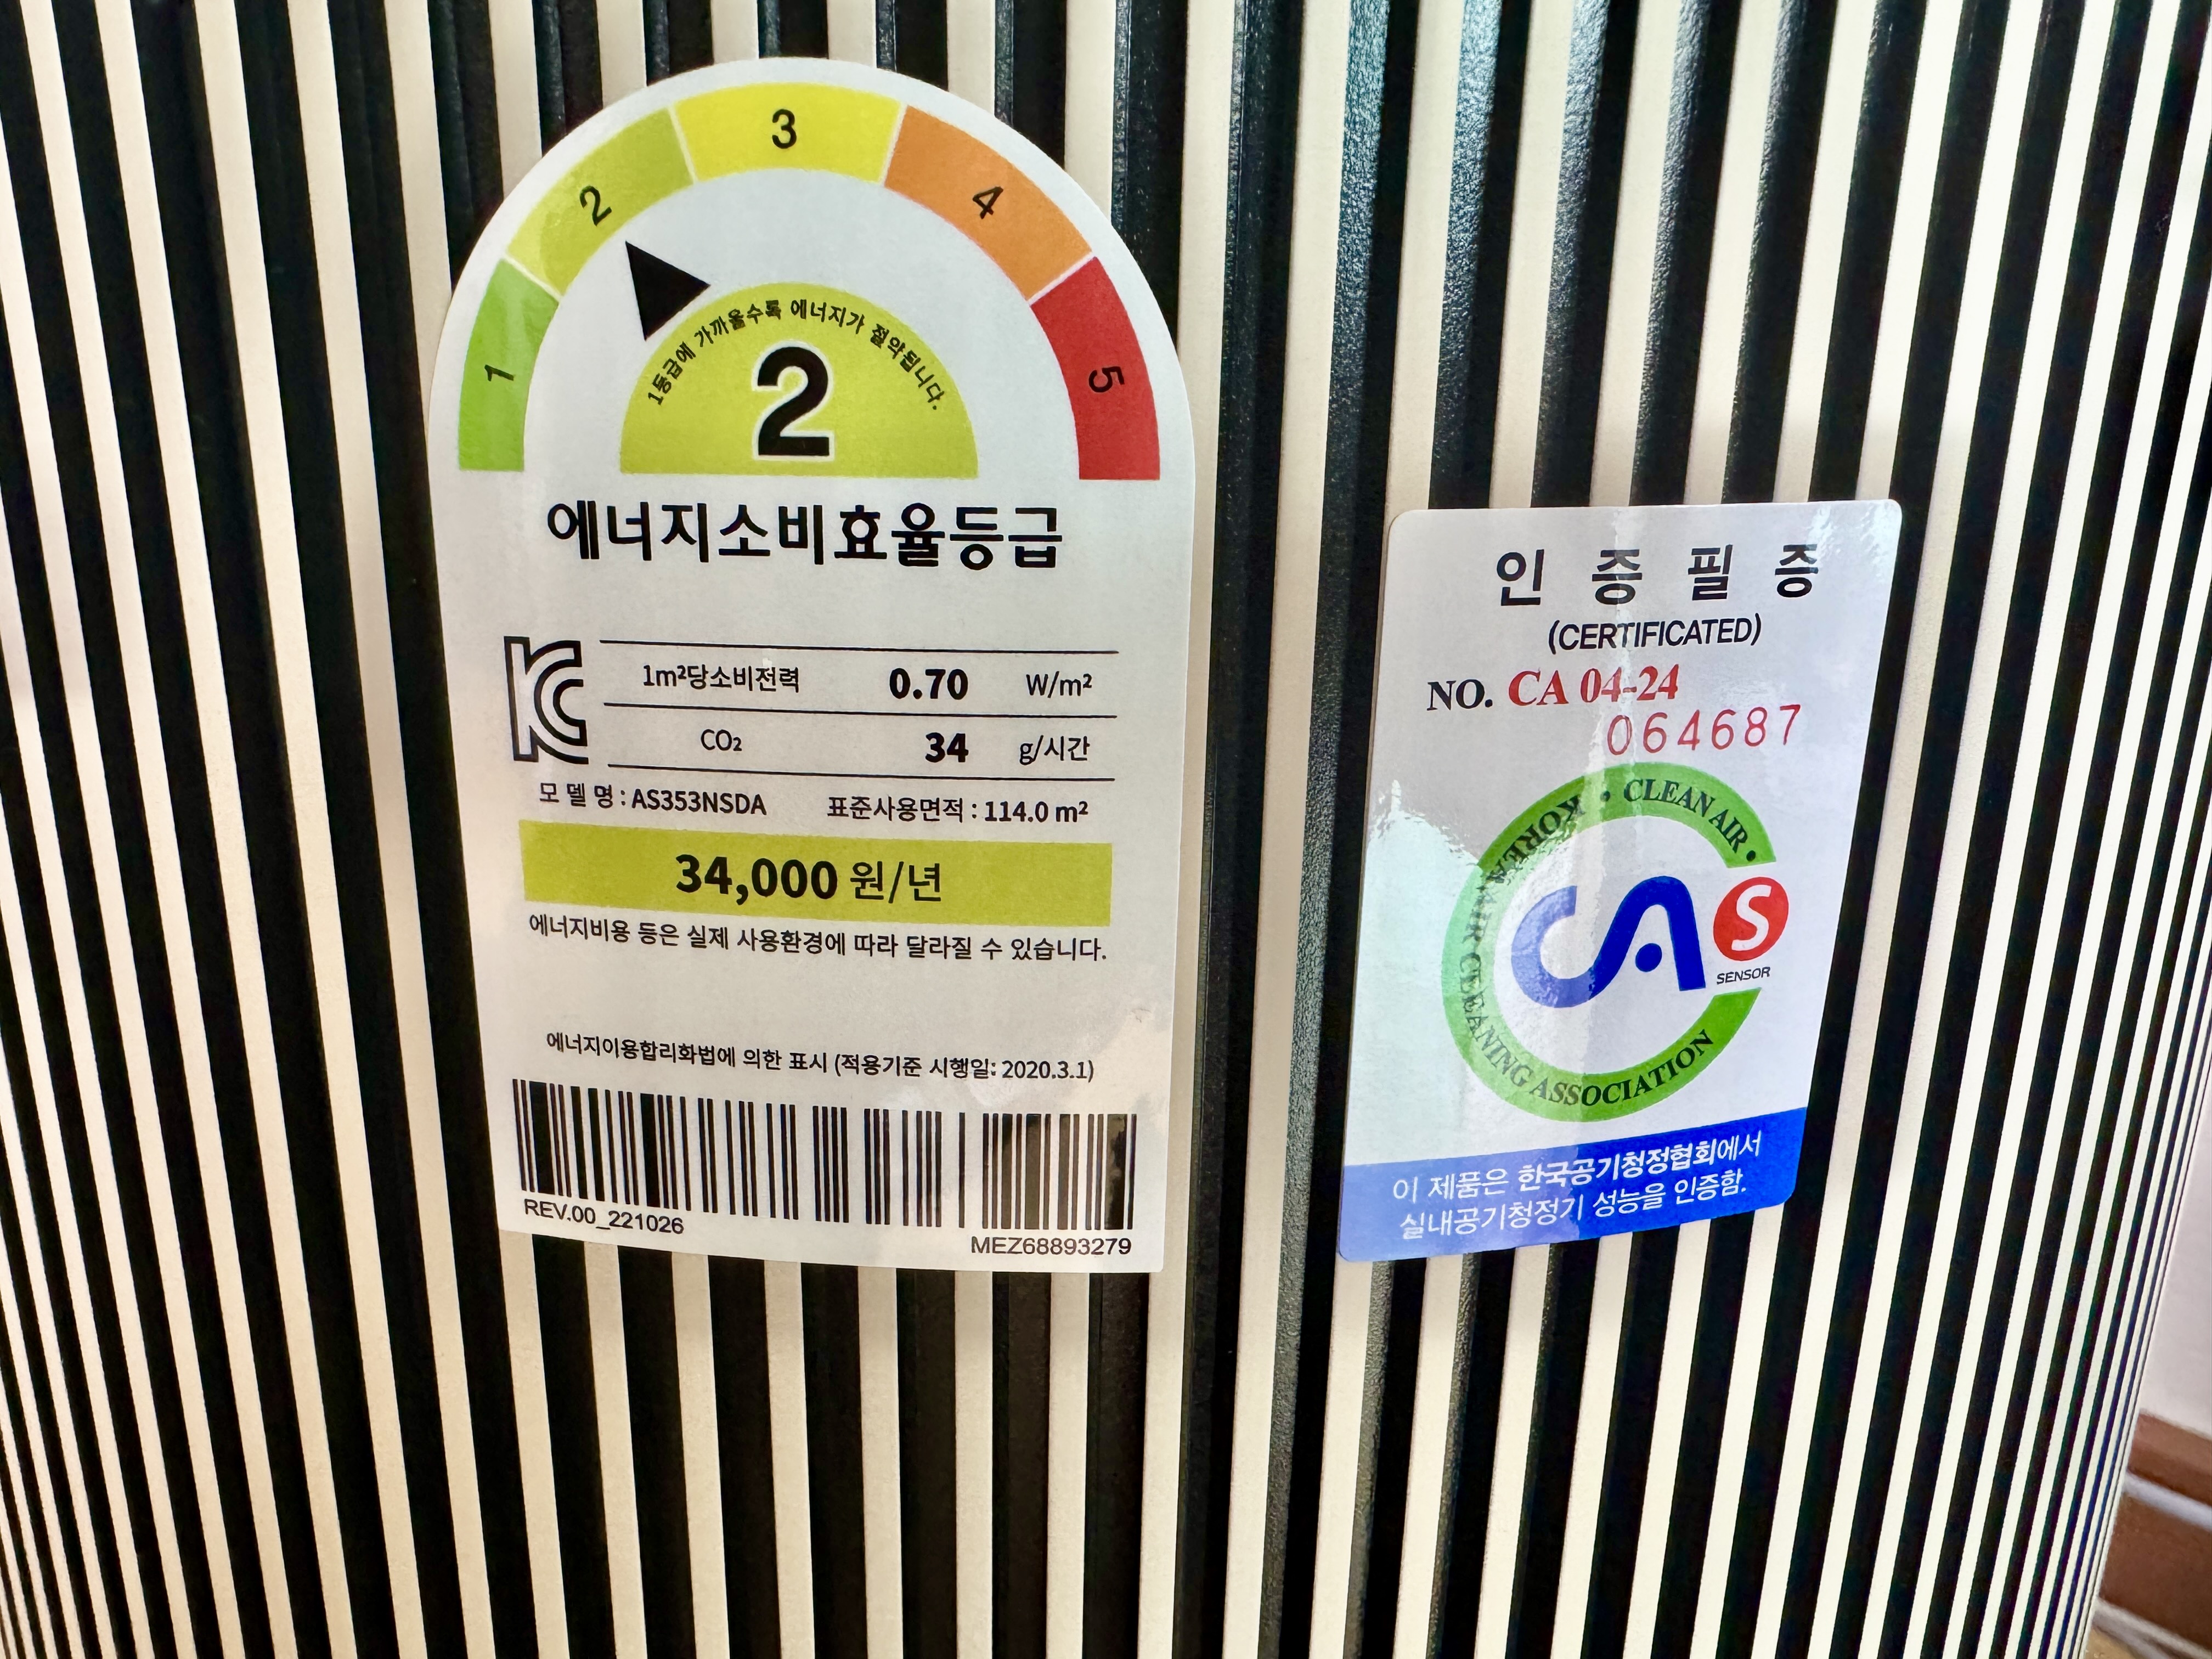 1
2
3
4
5
1등급에 가까울수록 에너지가 절약됩니다.
2
에너지소비효율등급
1m²당소비전력 0.70 W/m²
CO₂ 34 g/시간
모 델 명 : AS353NSDA 표준사용면적 : 114.0 m²
34,000 원/년
에너지비용 등은 실제 사용환경에 따라 달라질 수 있습니다.
에너지이용합리화법에 의한 표시 (적용기준 시행일: 2020.3.1)
REV.00_221026
MEZ68893279
인 증 필 증
(CERTIFICATED)
NO. CA 04-24
064687
• CLEAN AIR •
KOREA AIR CLEANING ASSOCIATION
CA S
SENSOR
이 제품은 한국공기청정협회에서
실내공기청정기 성능을 인증함.